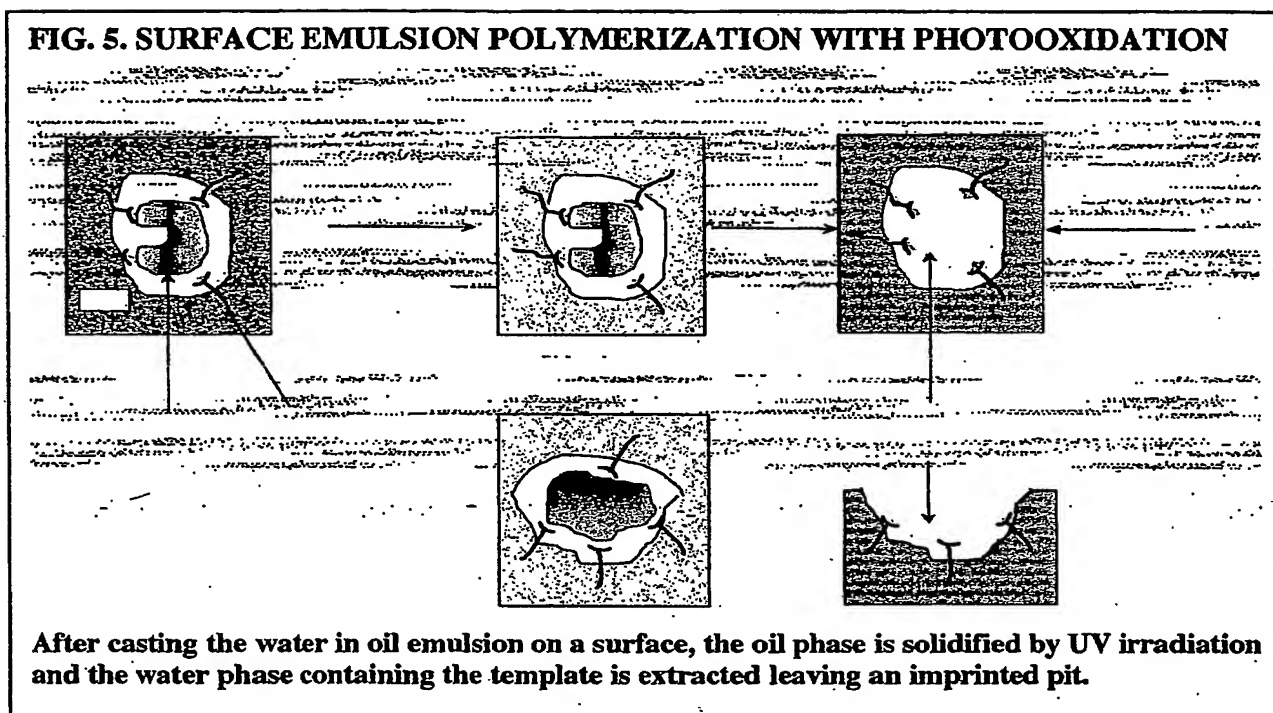 FIG. 5. SURFACE EMULSION POLYMERIZATION WITH PHOTOOXIDATION
After casting the water in oil emulsion on a surface, the oil phase is solidified by UV irradiation
and the water phase containing the template is extracted leaving an imprinted pit.